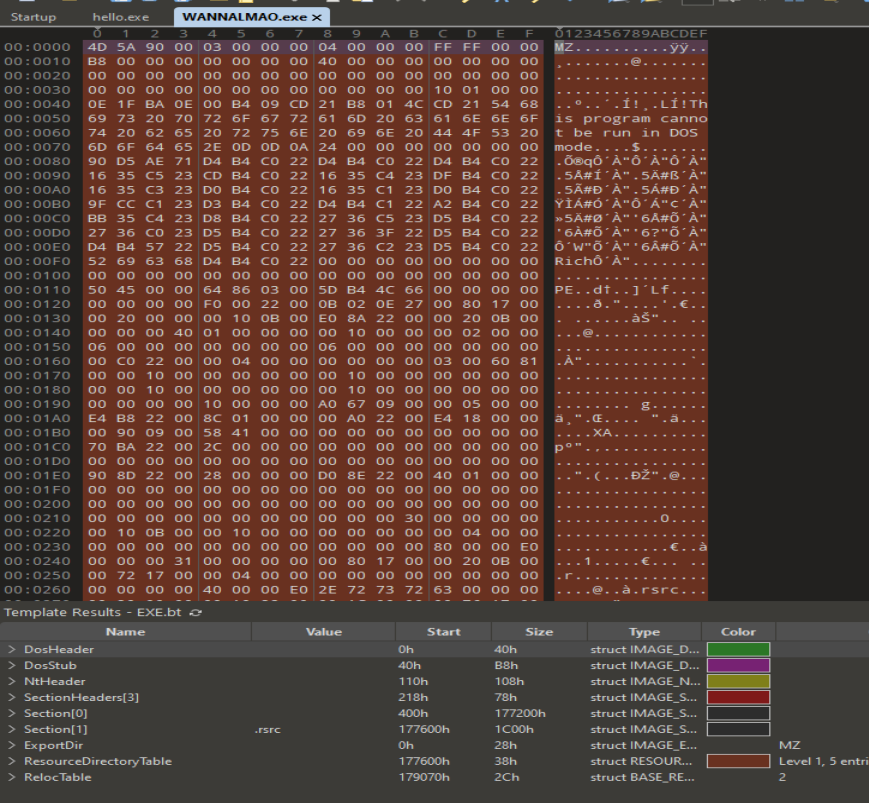 Startup hello.exe WANNALMAO.exe ×
0 1 2 3 4 5 6 7 8 9 A B C D E F 0123456789ABCDEF
00:0000 4D 5A 90 00 03 00 00 00 04 00 00 00 FF FF 00 00 MZ..........ÿÿ..
00:0010 B8 00 00 00 00 00 00 00 40 00 00 00 00 00 00 00 ¸.......@.......
00:0020 00 00 00 00 00 00 00 00 00 00 00 00 00 00 00 00 ................
00:0030 00 00 00 00 00 00 00 00 00 00 00 00 10 01 00 00 ................
00:0040 0E 1F BA 0E 00 B4 09 CD 21 B8 01 4C CD 21 54 68 ..º..´.Í!¸.LÍ!Th
00:0050 69 73 20 70 72 6F 67 72 61 6D 20 63 61 6E 6E 6F is program canno
00:0060 74 20 62 65 20 72 75 6E 20 69 6E 20 44 4F 53 20 t be run in DOS
00:0070 6D 6F 64 65 2E 0D 0D 0A 24 00 00 00 00 00 00 00 mode....$.......
00:0080 90 D5 AE 71 D4 B4 C0 22 D4 B4 C0 22 D4 B4 C0 22 .Õ®qÔ´À"Ô´À"Ô´À"
00:0090 16 35 C5 23 CD B4 C0 22 16 35 C4 23 DF B4 C0 22 .5Å#Í´À".5Ä#ß´À"
00:00A0 16 35 C3 23 D0 B4 C0 22 16 35 C1 23 D0 B4 C0 22 .5Ã#Ð´À".5Á#Ð´À"
00:00B0 9F CC C1 23 D3 B4 C0 22 D4 B4 C1 22 A2 B4 C0 22 ŸÌÁ#Ó´À"Ô´Á"¢´À"
00:00C0 BB 35 C4 23 D8 B4 C0 22 27 36 C5 23 D5 B4 C0 22 »5Ä#Ø´À"'6Å#Õ´À"
00:00D0 27 36 C0 23 D5 B4 C0 22 27 36 3F 22 D5 B4 C0 22 '6À#Õ´À"'6?"Õ´À"
00:00E0 D4 B4 57 22 D5 B4 C0 22 27 36 C2 23 D5 B4 C0 22 Ô´W"Õ´À"'6Â#Õ´À"
00:00F0 52 69 63 68 D4 B4 C0 22 00 00 00 00 00 00 00 00 RichÔ´À"........
00:0100 00 00 00 00 00 00 00 00 00 00 00 00 00 00 00 00 ................
00:0110 50 45 00 00 64 86 03 00 5D B4 4C 66 00 00 00 00 PE..d†..]´Lf....
00:0120 00 00 00 00 F0 00 22 00 0B 02 0E 27 00 80 17 00 ....ð."....'.€..
00:0130 00 20 00 00 00 10 0B 00 E0 8A 22 00 00 20 0B 00 . ......àŠ".. ..
00:0140 00 00 00 40 01 00 00 00 00 10 00 00 00 02 00 00 ...@............
00:0150 06 00 00 00 00 00 00 00 06 00 00 00 00 00 00 00 ................
00:0160 00 C0 22 00 00 04 00 00 00 00 00 00 03 00 60 81 .À"...........`.
00:0170 00 00 10 00 00 00 00 00 00 10 00 00 00 00 00 00 ................
00:0180 00 00 10 00 00 00 00 00 00 10 00 00 00 00 00 00 ................
00:0190 00 00 00 00 10 00 00 00 A0 67 09 00 00 05 00 00 ........ g......
00:01A0 E4 B8 22 00 8C 01 00 00 00 A0 22 00 E4 18 00 00 ä¸".Œ.... ".ä...
00:01B0 00 90 09 00 58 41 00 00 00 00 00 00 00 00 00 00 ....XA..........
00:01C0 70 BA 22 00 2C 00 00 00 00 00 00 00 00 00 00 00 pº".,...........
00:01D0 00 00 00 00 00 00 00 00 00 00 00 00 00 00 00 00 ................
00:01E0 90 8D 22 00 28 00 00 00 D0 8E 22 00 40 01 00 00 ..".(...ÐŽ".@...
00:01F0 00 00 00 00 00 00 00 00 00 00 00 00 00 00 00 00 ................
00:0200 00 00 00 00 00 00 00 00 00 00 00 00 00 00 00 00 ................
00:0210 00 00 00 00 00 00 00 00 00 00 00 30 00 00 00 00 ...........0....
00:0220 00 10 0B 00 00 10 00 00 00 00 00 00 00 04 00 00 ................
00:0230 00 00 00 00 00 00 00 00 00 00 00 00 80 00 00 E0 ............€..à
00:0240 00 00 00 31 00 00 00 00 00 80 17 00 00 20 0B 00 ...1.....€... ..
00:0250 00 72 17 00 00 04 00 00 00 00 00 00 00 00 00 00 .r..............
00:0260 00 00 00 00 40 00 00 E0 2E 72 73 72 63 00 00 00 ....@..à.rsrc...
Template Results - EXE.bt
Name Value Start Size Type Color
> DosHeader 0h 40h struct IMAGE_D...
> DosStub 40h B8h struct IMAGE_D...
> NtHeader 110h 108h struct IMAGE_N...
> SectionHeaders[3] 218h 78h struct IMAGE_S...
> Section[0] 400h 177200h struct IMAGE_S...
> Section[1] .rsrc 177600h 1C00h struct IMAGE_S...
> ExportDir 0h 28h struct IMAGE_E... MZ
> ResourceDirectoryTable 177600h 38h struct RESOUR... Level 1, 5 entri
> RelocTable 179070h 2Ch struct BASE_RE... 2